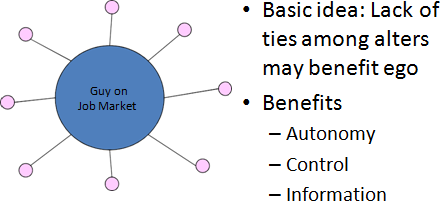 Guy on
Job Market
• Basic idea: Lack of
ties among alters
may benefit ego
• Benefits
– Autonomy
– Control
– Information